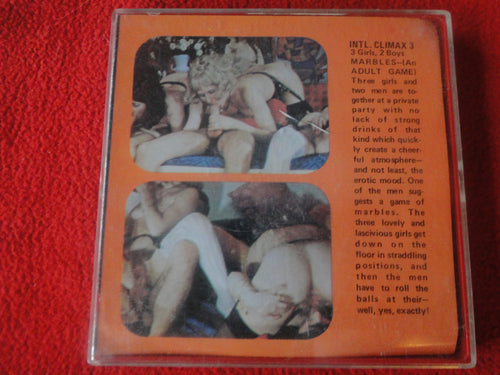 INTL. CLIMAX 3
3 Girls, 2 Boys
MARBLES—(An
ADULT GAME)
Three girls and
two men are to-
gether at a private
party with no
lack of strong
drinks of that
kind which quick-
ly create a cheer-
ful atmosphere—
and not least, the
erotic mood. One
of the men sug-
gests a game of
marbles. The
three lovely and
lascivious girls get
down on the
floor in straddling
positions, and
then the men
have to roll the
balls at their—
well, yes, exactly!